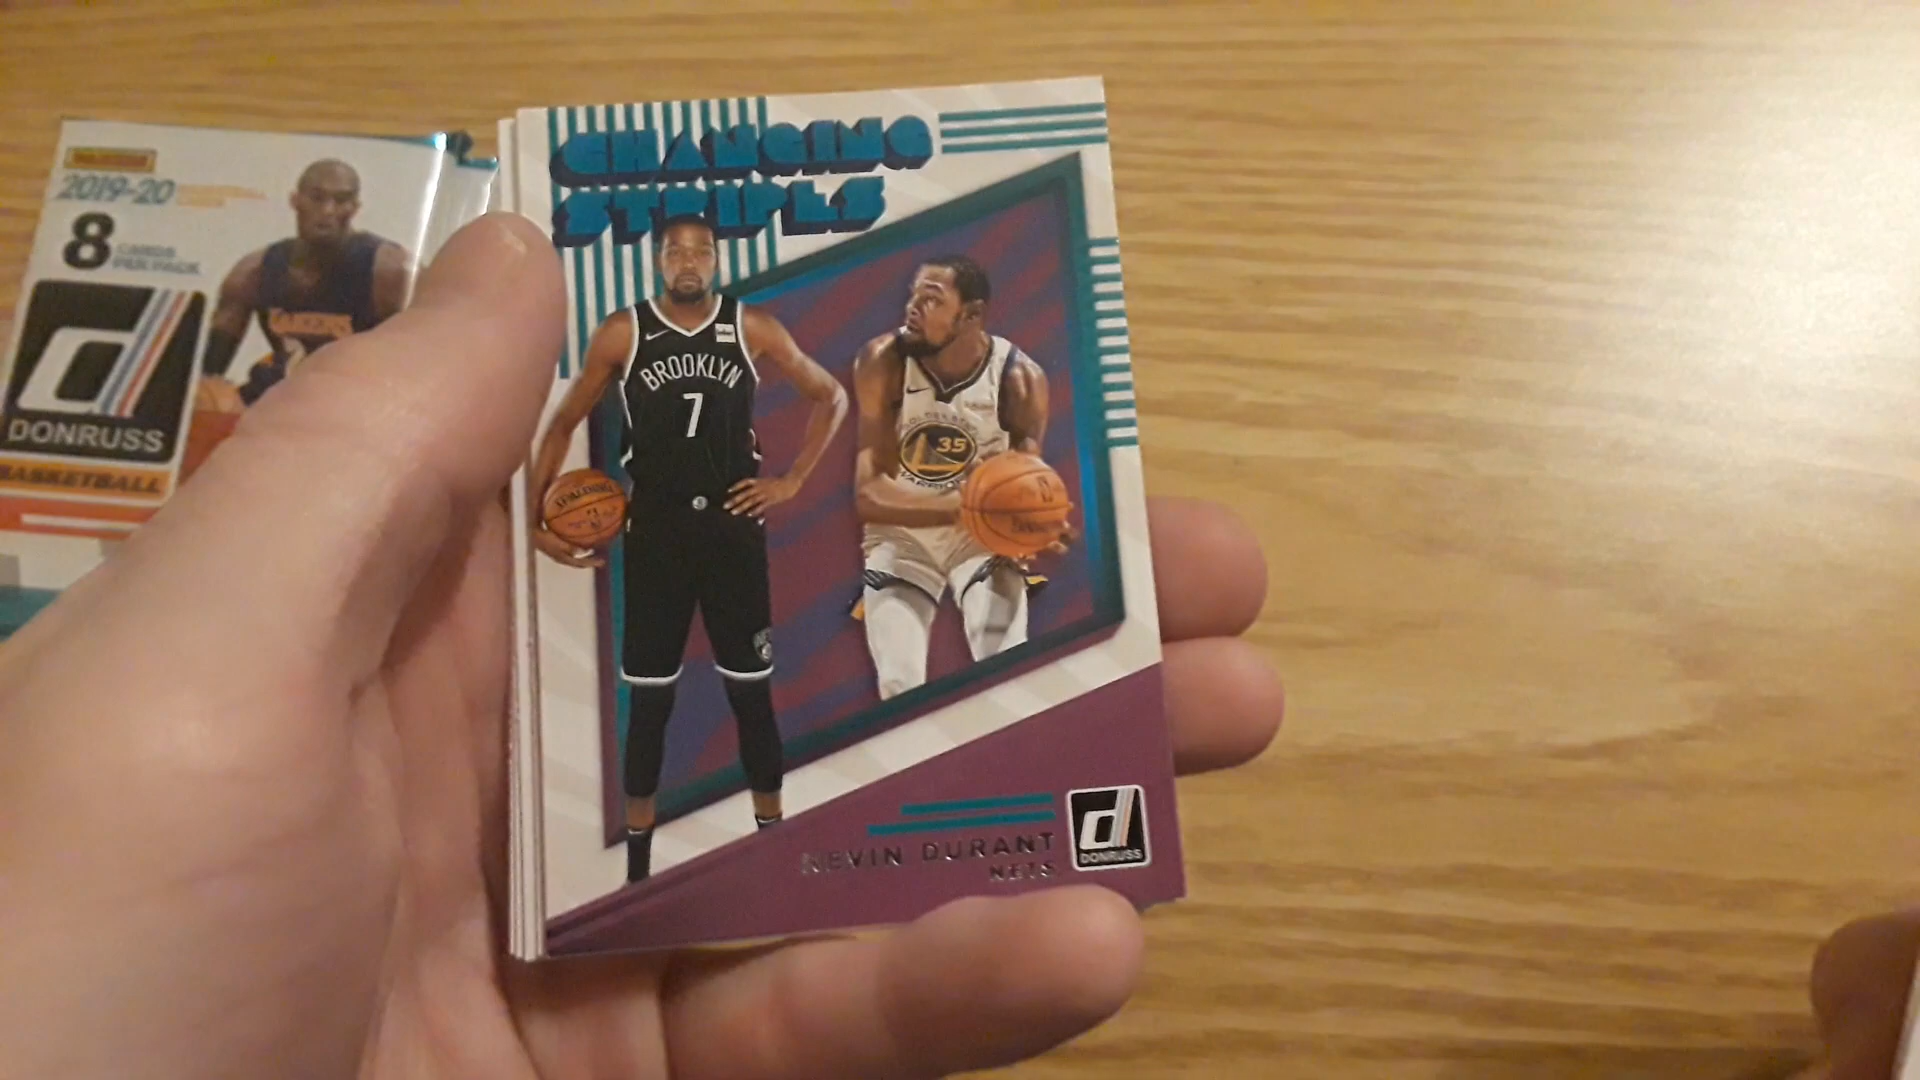 2019-20
8
CARDS
PER PACK
LAKERS
DONRUSS
BASKETBALL
CHANGING
STRIPES
BROOKLYN
7
SPALDING
35
WARRIORS
KEVIN DURANT
NETS
DONRUSS